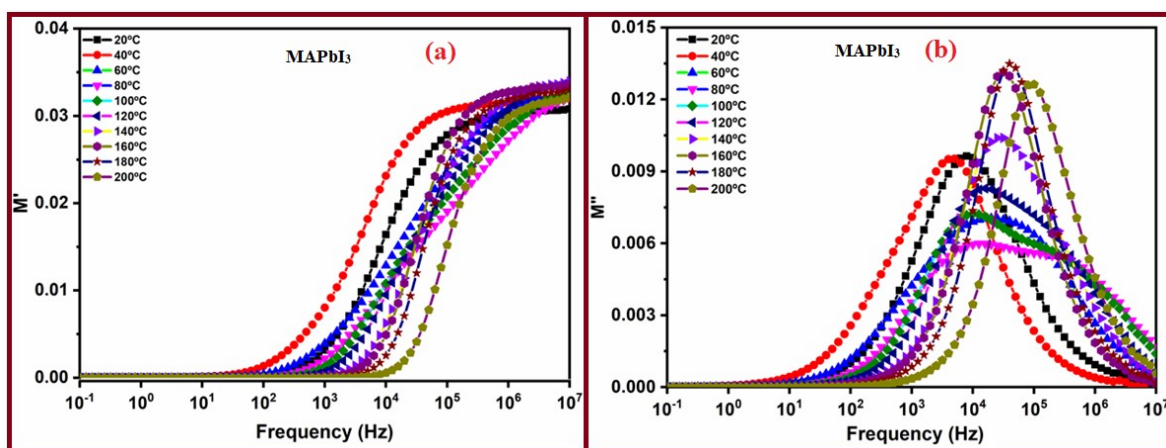 (a)
MAPbI₃
20ºC
40ºC
60ºC
80ºC
100ºC
120ºC
140ºC
160ºC
180ºC
200ºC
0.04
0.03
0.02
0.01
0.00
M'
10⁻¹ 10⁰ 10¹ 10² 10³ 10⁴ 10⁵ 10⁶ 10⁷
Frequency (Hz)
(b)
MAPbI₃
20ºC
40ºC
60ºC
80ºC
100ºC
120ºC
140ºC
160ºC
180ºC
200ºC
0.015
0.012
0.009
0.006
0.003
0.000
M''
10⁻¹ 10⁰ 10¹ 10² 10³ 10⁴ 10⁵ 10⁶ 10⁷
Frequency (Hz)